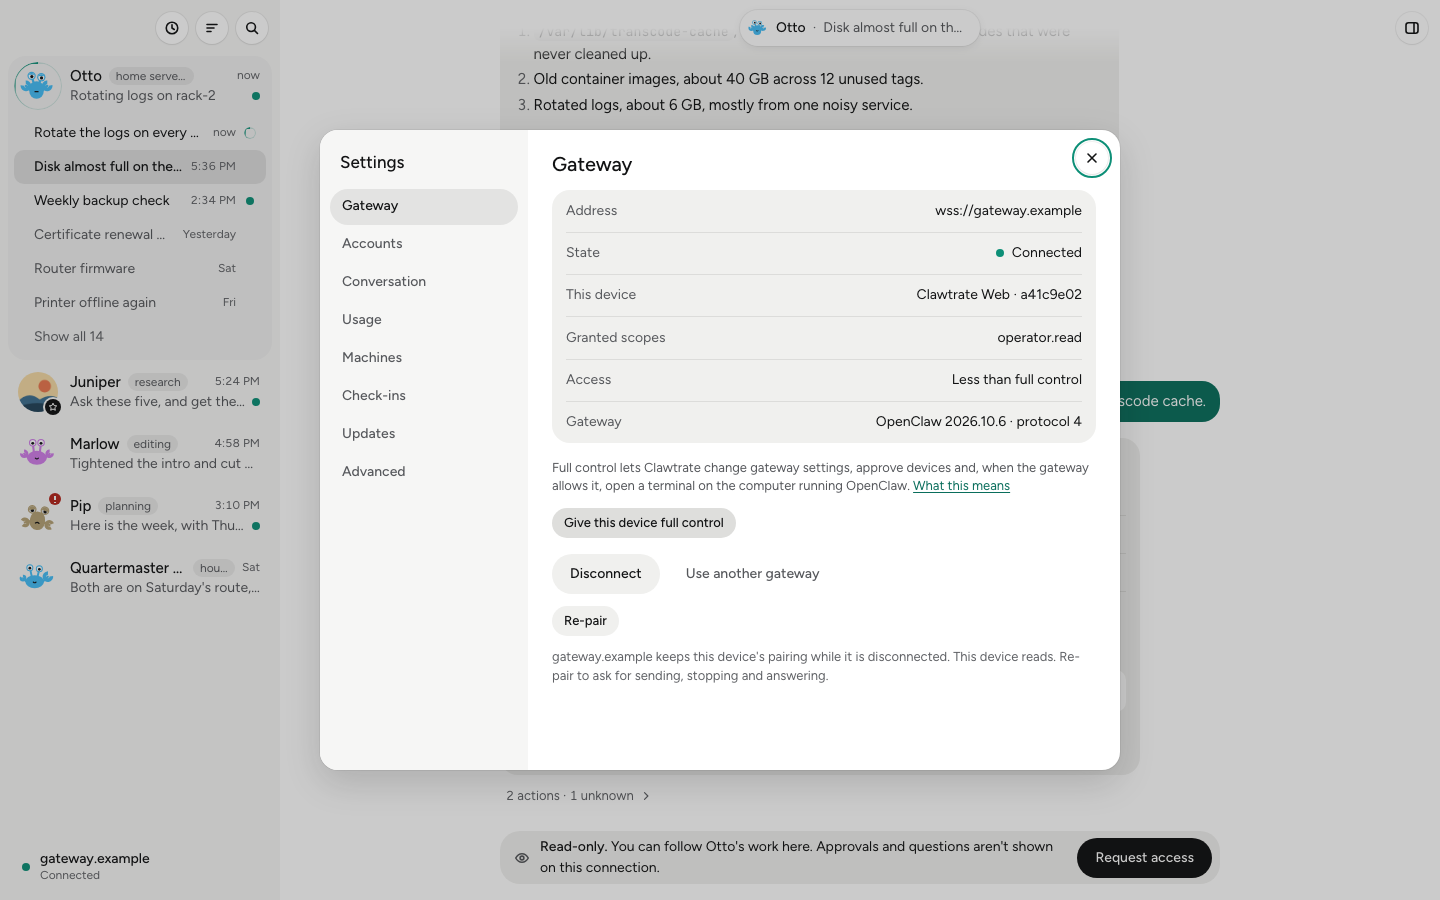 Otto home serve... now
Rotating logs on rack-2
Rotate the logs on every ... now
Disk almost full on the... 5:36 PM
Weekly backup check 2:34 PM
Certificate renewal ... Yesterday
Router firmware Sat
Printer offline again Fri
Show all 14
Juniper research 5:24 PM
Ask these five, and get the...
Marlow editing 4:58 PM
Tightened the intro and cut ...
Pip planning 3:10 PM
Here is the week, with Thu...
Quartermaster ... hou... Sat
Both are on Saturday's route,...
gateway.example
Connected
Otto · Disk almost full on th...
1. /var/lib/transcode-cache, des that were
never cleaned up.
2. Old container images, about 40 GB across 12 unused tags.
3. Rotated logs, about 6 GB, mostly from one noisy service.
scode cache.
Settings
Gateway
Accounts
Conversation
Usage
Machines
Check-ins
Updates
Advanced
Gateway
Address wss://gateway.example
State Connected
This device Clawtrate Web · a41c9e02
Granted scopes operator.read
Access Less than full control
Gateway OpenClaw 2026.10.6 · protocol 4
Full control lets Clawtrate change gateway settings, approve devices and, when the gateway
allows it, open a terminal on the computer running OpenClaw. What this means
Give this device full control
Disconnect Use another gateway
Re-pair
gateway.example keeps this device's pairing while it is disconnected. This device reads. Re-
pair to ask for sending, stopping and answering.
2 actions · 1 unknown
Read-only. You can follow Otto's work here. Approvals and questions aren't shown
on this connection.
Request access